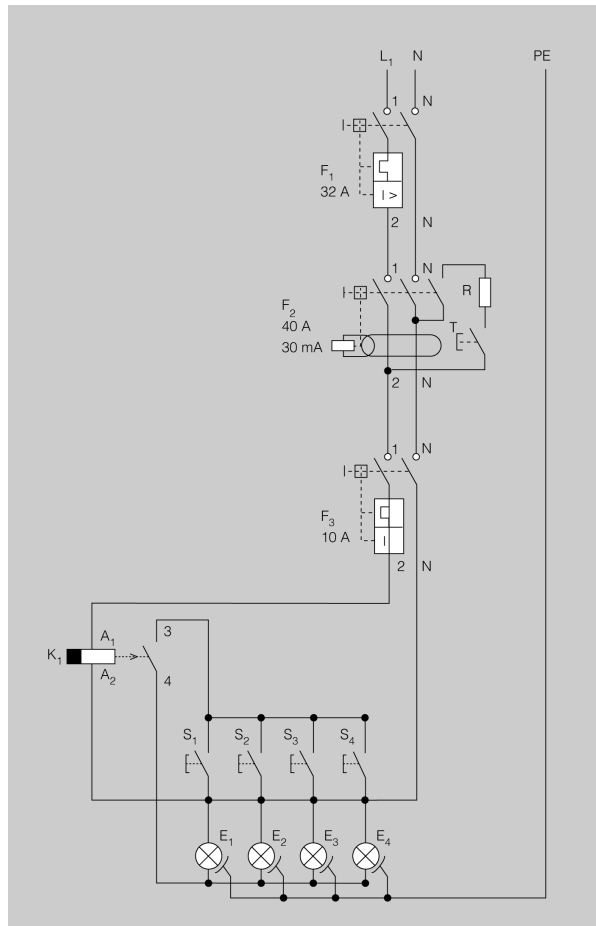 L1 N PE
1 N
F1
32 A
I >
2 N
1 N
R
F2
40 A
30 mA
T
2 N
1 N
F3
10 A
I
2 N
3
A1
K1
A2
4
S1 S2 S3 S4
E1 E2 E3 E4